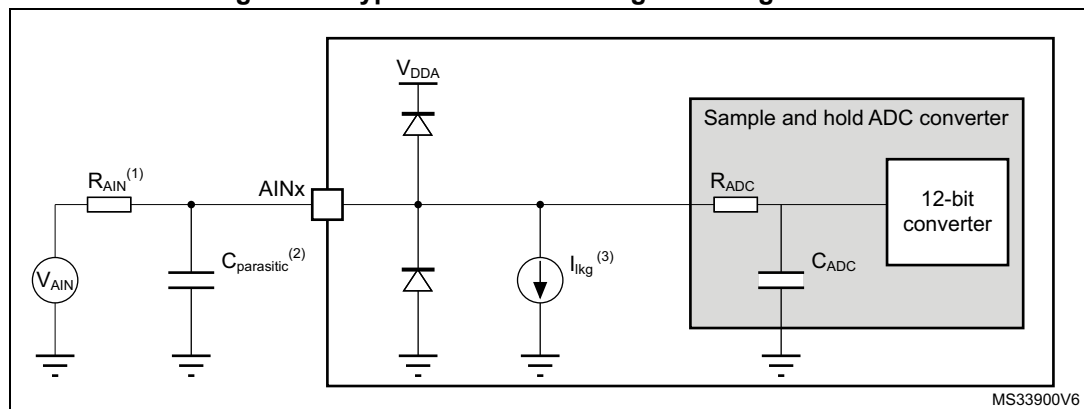 V_DDA
Sample and hold ADC converter
R_AIN(1)
AINx
R_ADC
12-bit
converter
C_parasitic(2)
I_lkg(3)
C_ADC
V_AIN
MS33900V6